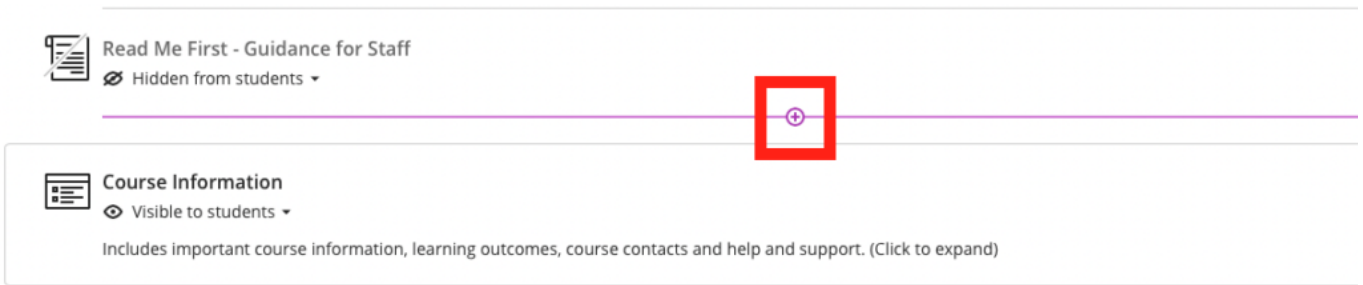 Read Me First - Guidance for Staff
Hidden from students
Course Information
Visible to students
Includes important course information, learning outcomes, course contacts and help and support. (Click to expand)